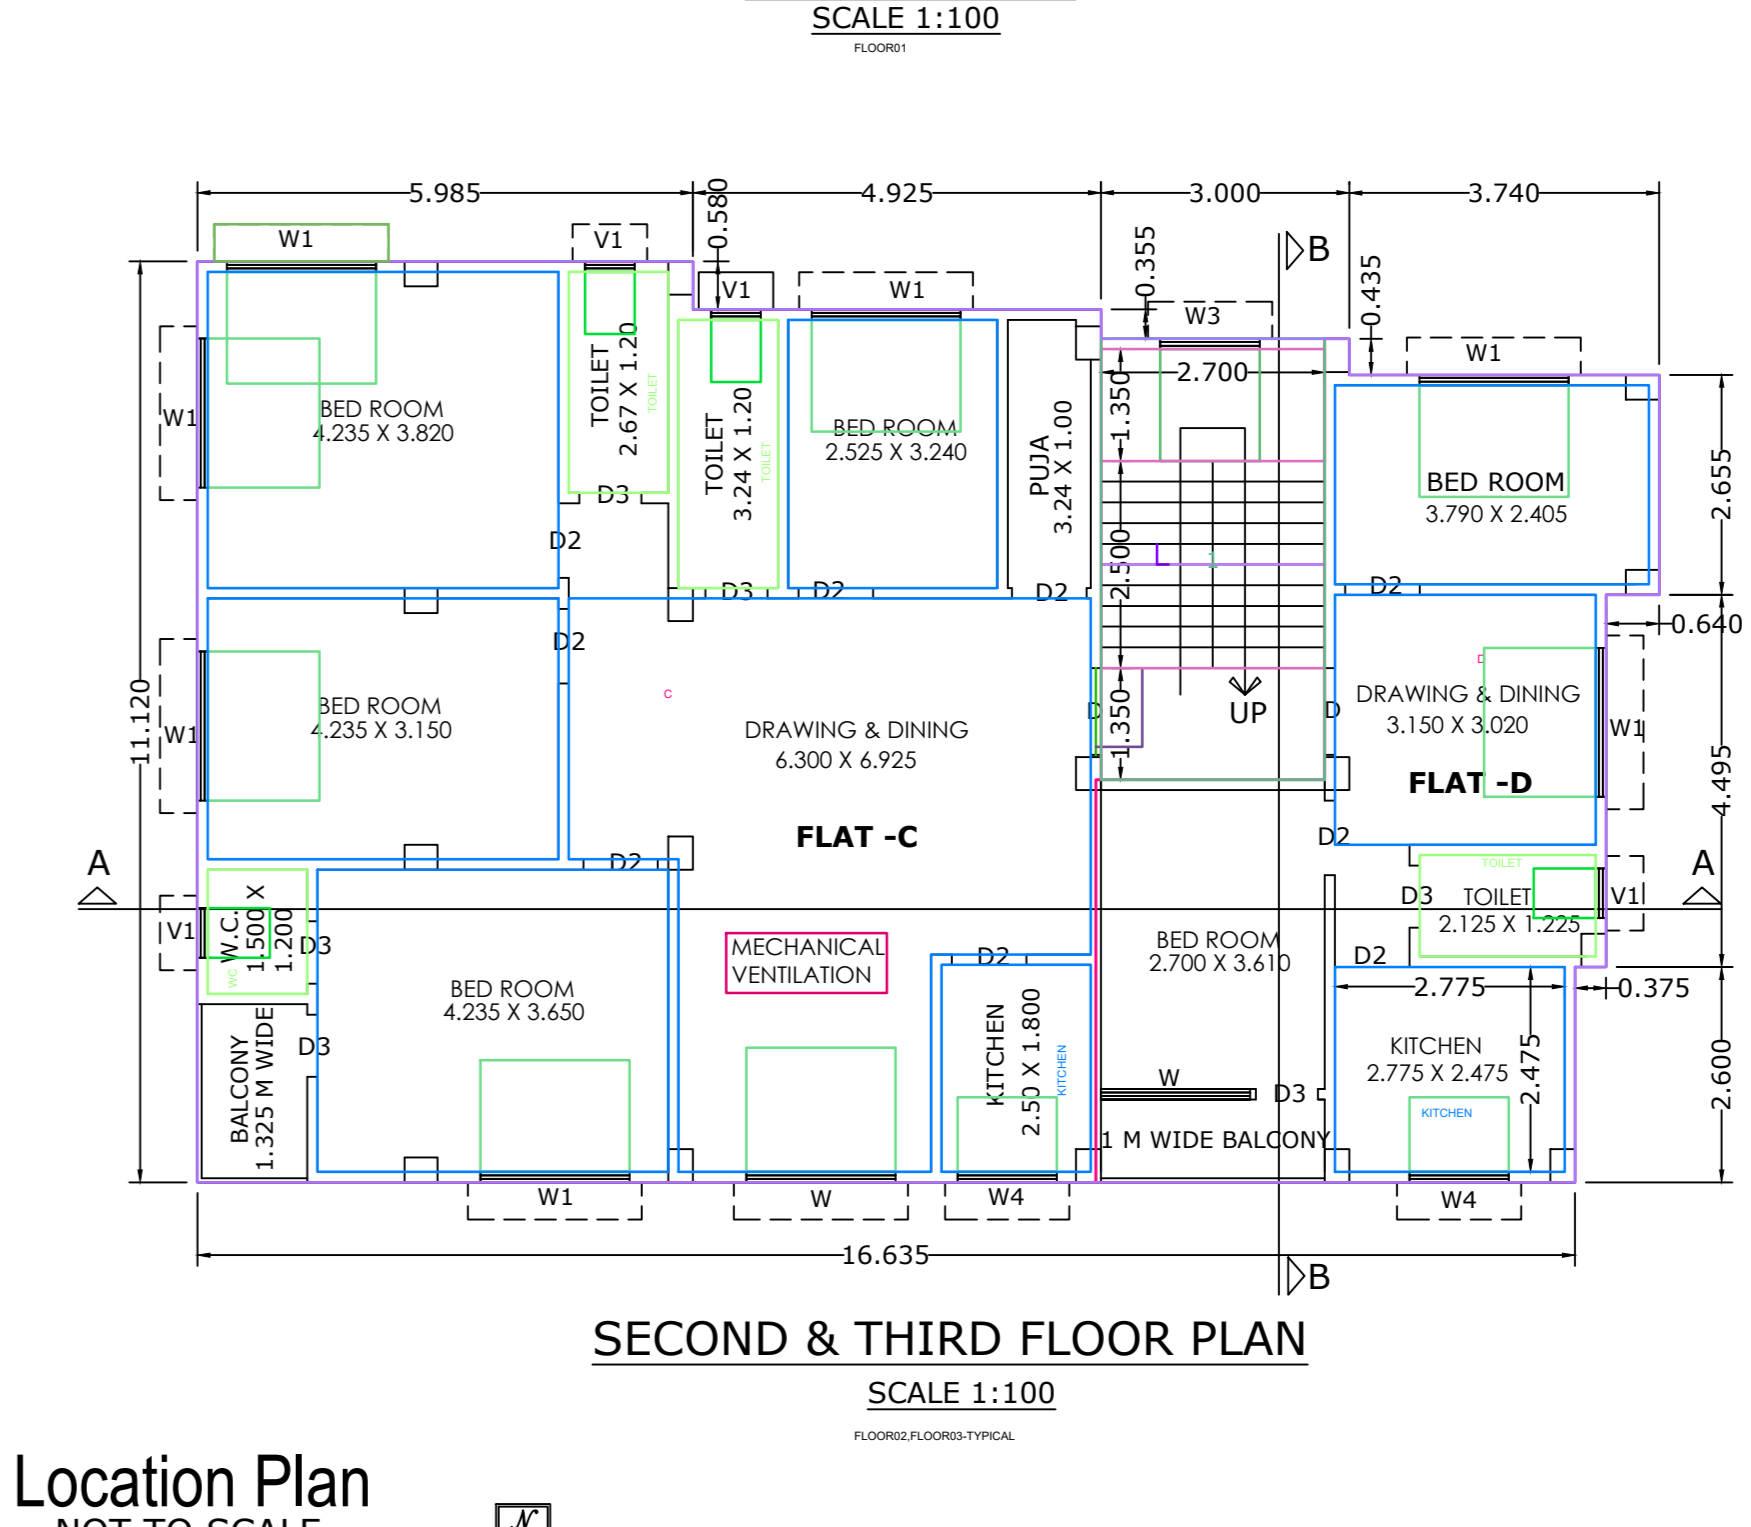 SCALE 1:100
FLOOR01
5.985
4.925
3.000
3.740
0.580
0.355
0.435
B
W1
V1
V1
W1
W3
W1
2.700
1.350
W1
BED ROOM
4.235 X 3.820
TOILET
2.67 X 1.20
TOILET
TOILET
3.24 X 1.20
TOILET
BED ROOM
2.525 X 3.240
PUJA
3.24 X 1.00
BED ROOM
3.790 X 2.405
2.655
D3
D2
D3
D2
D2
D2
L
1
2.500
0.640
D2
W1
BED ROOM
4.235 X 3.150
C
DRAWING & DINING
6.300 X 6.925
D
1.350
UP
D
D
DRAWING & DINING
3.150 X 3.020
W1
11.120
4.495
FLAT -C
FLAT -D
D2
D2
A
A
V1
W.C.
1.500 X
1.200
WC
D3
TOILET
D3
TOILET
2.125 X 1.225
V1
MECHANICAL
VENTILATION
D2
BED ROOM
2.700 X 3.610
D2
BED ROOM
4.235 X 3.650
2.775
0.375
D3
BALCONY
1.325 M WIDE
KITCHEN
2.50 X 1.800
KITCHEN
W
D3
KITCHEN
2.775 X 2.475
KITCHEN
2.475
2.600
1 M WIDE BALCONY
W1
W
W4
W4
16.635
B
SECOND & THIRD FLOOR PLAN
SCALE 1:100
FLOOR02,FLOOR03-TYPICAL
Location Plan
NOT TO SCALE
N